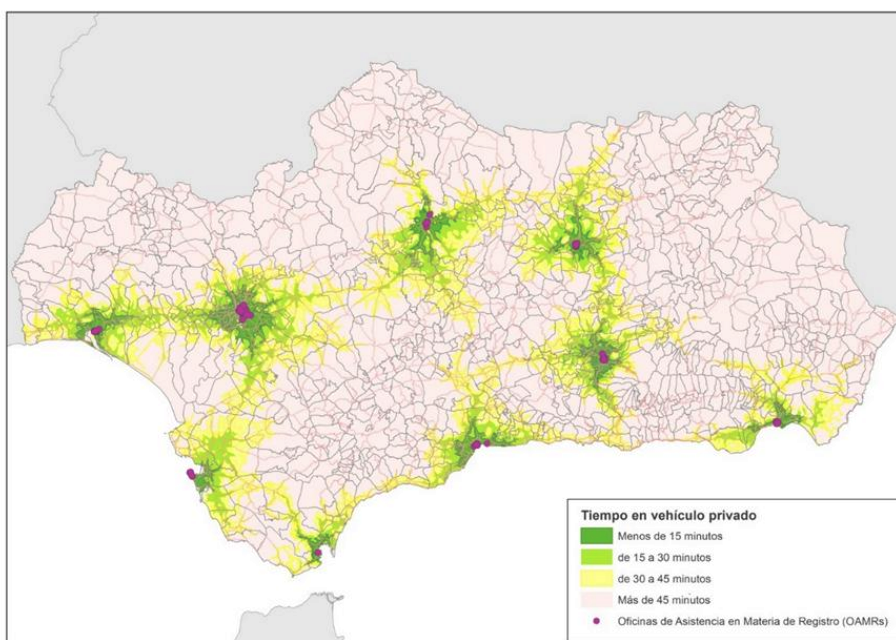 Tiempo en vehículo privado
Menos de 15 minutos
de 15 a 30 minutos
de 30 a 45 minutos
Más de 45 minutos
Oficinas de Asistencia en Materia de Registro (OAMRs)